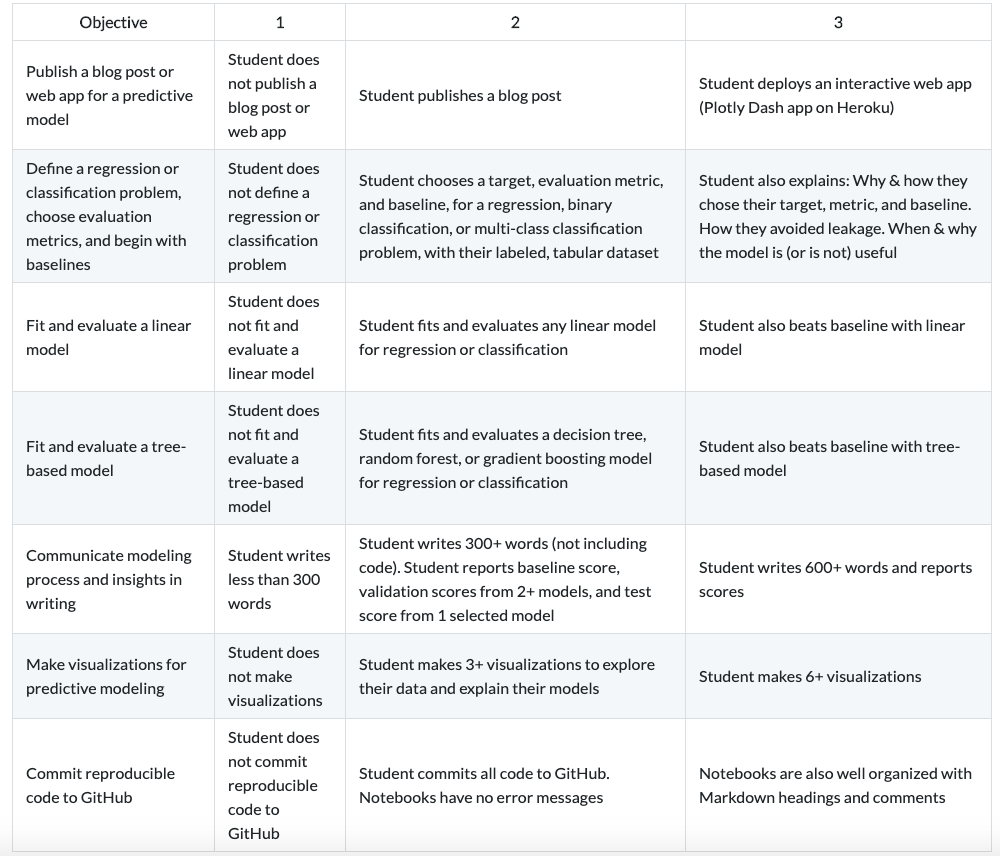 Objective
1
2
3
Publish a blog post or
web app for a predictive
model
Student does
not publish a
blog post or
web app
Student publishes a blog post
Student deploys an interactive web app
(Plotly Dash app on Heroku)
Define a regression or
classification problem,
choose evaluation
metrics, and begin with
baselines
Student does
not define a
regression or
classification
problem
Student chooses a target, evaluation metric,
and baseline, for a regression, binary
classification, or multi-class classification
problem, with their labeled, tabular dataset
Student also explains: Why & how they
chose their target, metric, and baseline.
How they avoided leakage. When & why
the model is (or is not) useful
Fit and evaluate a linear
model
Student does
not fit and
evaluate a
linear model
Student fits and evaluates any linear model
for regression or classification
Student also beats baseline with linear
model
Fit and evaluate a tree-
based model
Student does
not fit and
evaluate a
tree-based
model
Student fits and evaluates a decision tree,
random forest, or gradient boosting model
for regression or classification
Student also beats baseline with tree-
based model
Communicate modeling
process and insights in
writing
Student writes
less than 300
words
Student writes 300+ words (not including
code). Student reports baseline score,
validation scores from 2+ models, and test
score from 1 selected model
Student writes 600+ words and reports
scores
Make visualizations for
predictive modeling
Student does
not make
visualizations
Student makes 3+ visualizations to explore
their data and explain their models
Student makes 6+ visualizations
Commit reproducible
code to GitHub
Student does
not commit
reproducible
code to
GitHub
Student commits all code to GitHub.
Notebooks have no error messages
Notebooks are also well organized with
Markdown headings and comments